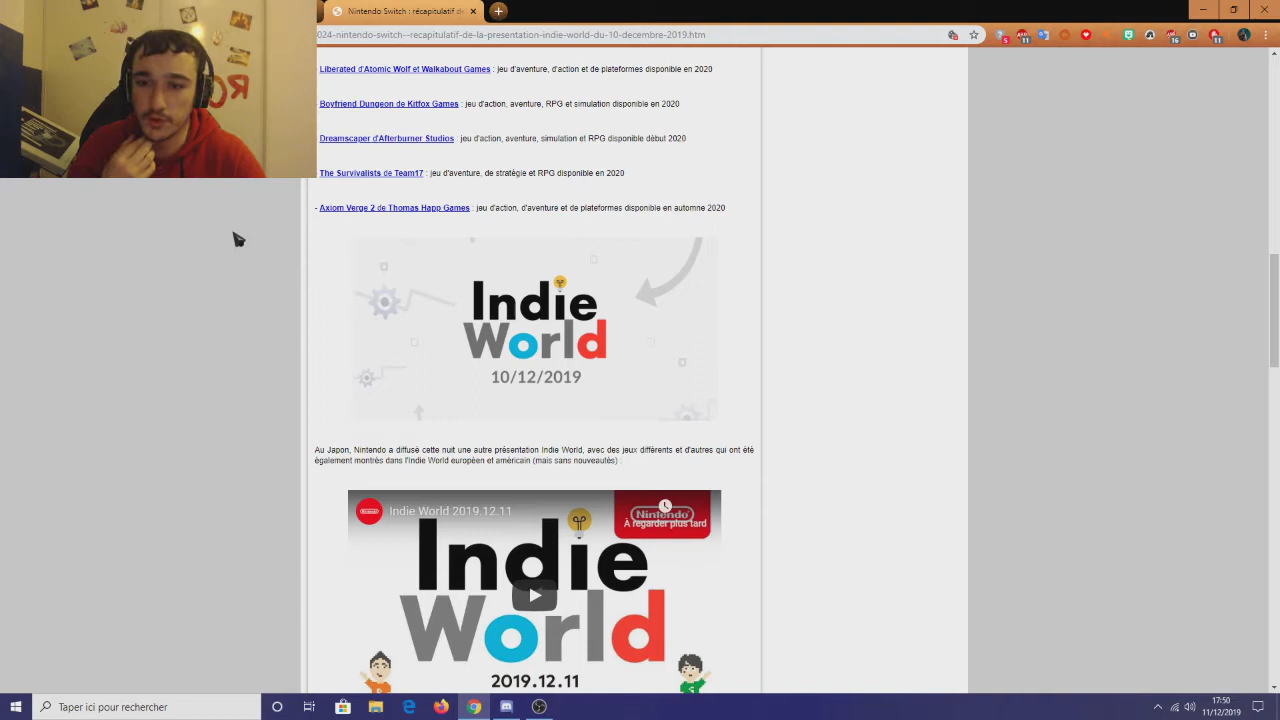 Nintendo Switch : récapitulatif d
024-nintendo-switch--recapitulatif-de-la-presentation-indie-world-du-10-decembre-2019.htm
Liberated d'Atomic Wolf et Walkabout Games : jeu d'aventure, d'action et de plateformes disponible en 2020
Boyfriend Dungeon de Kitfox Games : jeu d'action, aventure, RPG et simulation disponible en 2020
Dreamscaper d'Afterburner Studios : jeu d'action, aventure, simulation et RPG disponible début 2020
The Survivalists de Team17 : jeu d'aventure, de stratégie et RPG disponible en 2020
- Axiom Verge 2 de Thomas Happ Games : jeu d'action, d'aventure et de plateformes disponible en automne 2020
Indie
World
10/12/2019
Au Japon, Nintendo a diffusé cette nuit une autre présentation Indie World, avec des jeux différents et d'autres qui ont été
également montrés dans l'Indie World européen et américain (mais sans nouveautés) :
Indie World 2019.12.11
Nintendo
À regarder plus tard
Indie
World
2019.12.11
Taper ici pour rechercher
17:50
11/12/2019